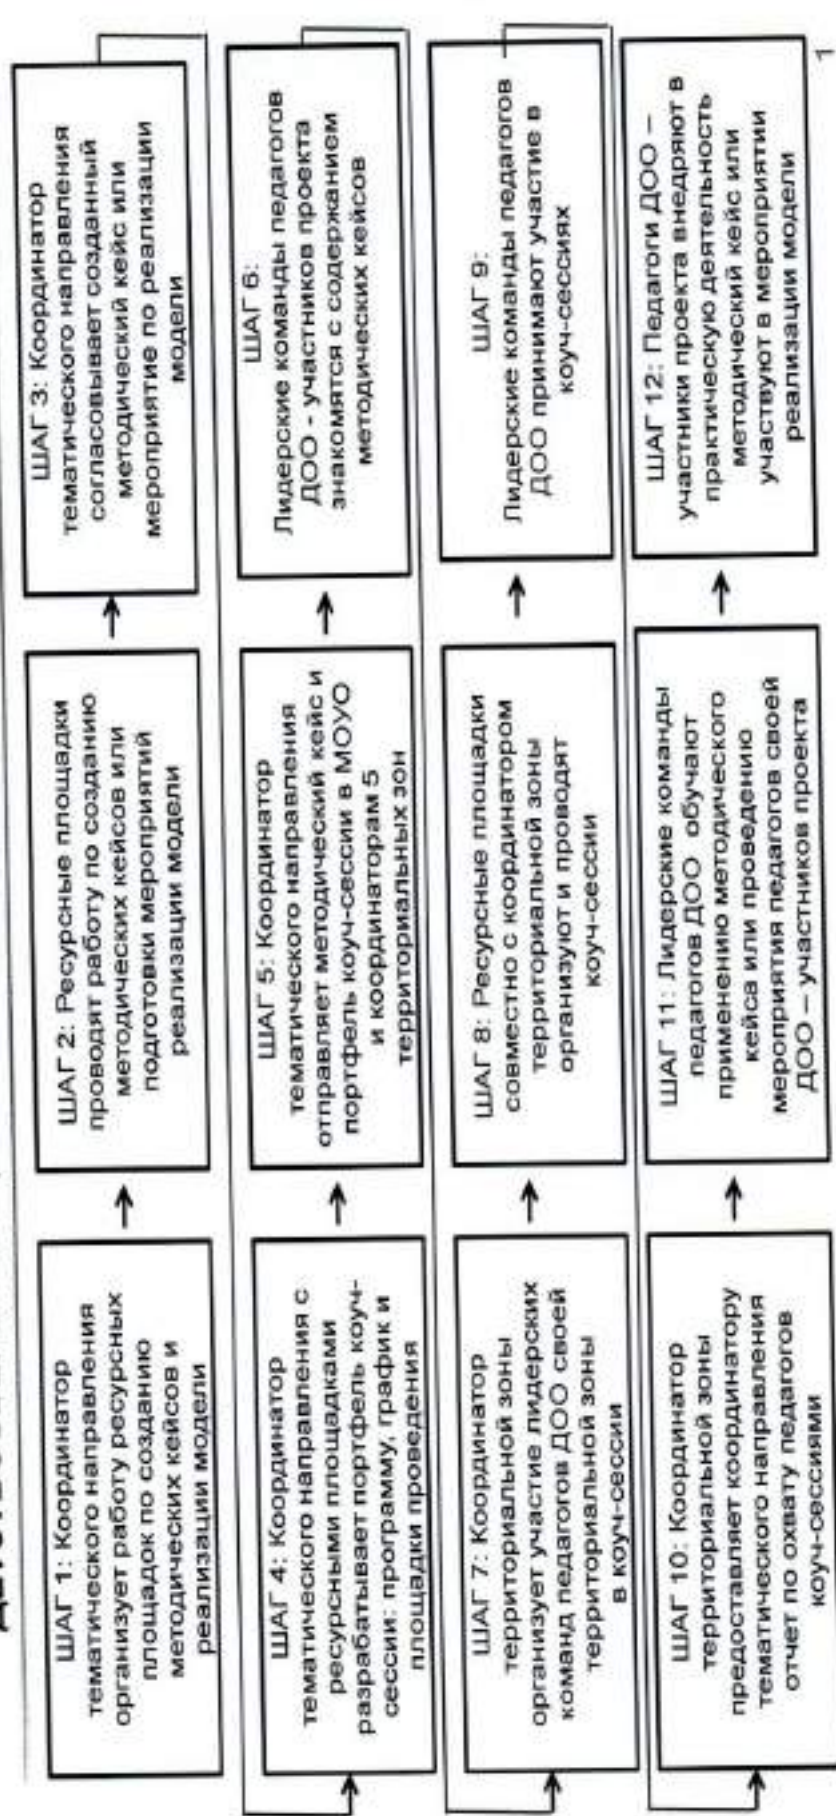 ШАГ 1: Координатор
тематического направления
организует работу ресурсных
площадок по созданию
методических кейсов и
реализации модели
ШАГ 2: Ресурсные площадки
проводят работу по созданию
методических кейсов или
подготовки мероприятий
реализации модели
ШАГ 3: Координатор
тематического направления
согласовывает созданный
методический кейс или
мероприятие по реализации
модели
ШАГ 4: Координатор
тематического направления с
ресурсными площадками
разрабатывает портфель коуч-
сессии: программу, график и
площадки проведения
ШАГ 5: Координатор
тематического направления
отправляет методический кейс и
портфель коуч-сессии в МОУО
и координаторам 5
территориальных зон
ШАГ 6:
Лидерские команды педагогов
ДОО - участников проекта
знакомятся с содержанием
методических кейсов
ШАГ 7: Координатор
территориальной зоны
организует участие лидерских
команд педагогов ДОО своей
территориальной зоны
в коуч-сессии
ШАГ 8: Ресурсные площадки
совместно с координатором
территориальной зоны
организуют и проводят
коуч-сессии
ШАГ 9:
Лидерские команды педагогов
ДОО принимают участие в
коуч-сессиях
ШАГ 10: Координатор
территориальной зоны
предоставляет координатору
тематического направления
отчет по охвату педагогов
коуч-сессиями
ШАГ 11: Лидерские команды
педагогов ДОО обучают
применению методического
кейса или проведению
мероприятия педагогов своей
ДОО – участников проекта
ШАГ 12: Педагоги ДОО –
участники проекта внедряют в
практическую деятельность
методический кейс или
участвуют в мероприятии
реализации модели
1